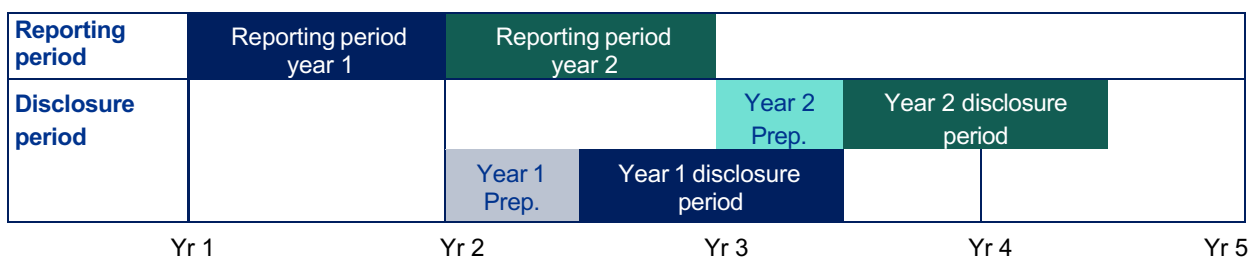 Reporting
period
Reporting period
year 1
Reporting period
year 2
Disclosure
period
Year 2
Prep.
Year 2 disclosure
period
Year 1
Prep.
Year 1 disclosure
period
Yr 1
Yr 2
Yr 3
Yr 4
Yr 5